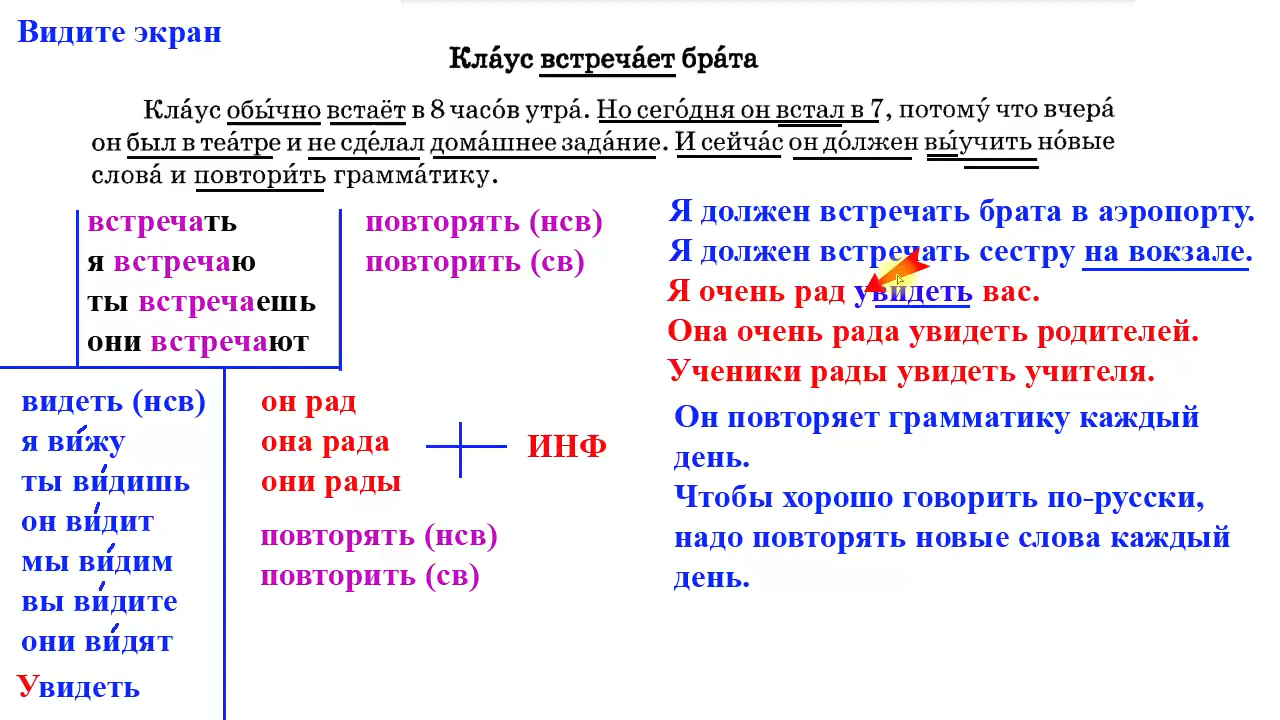 Видите экран
Кла́ус встреча́ет бра́та
Кла́ус обы́чно встаёт в 8 часо́в утра́. Но сего́дня он встал в 7, потому́ что вчера́
он был в теа́тре и не сде́лал дома́шнее зада́ние. И сейча́с он до́лжен вы́учить но́вые
слова́ и повтори́ть грамма́тику.
встречать
я встречаю
ты встречаешь
они встречают
повторять (нсв)
повторить (св)
видеть (нсв)
я ви́жу
ты ви́дишь
он ви́дит
мы ви́дим
вы ви́дите
они ви́дят
Увидеть
он рад
она рада
они рады
ИНФ
повторять (нсв)
повторить (св)
Я должен встречать брата в аэропорту.
Я должен встречать сестру на вокзале.
Я очень рад увидеть вас.
Она очень рада увидеть родителей.
Ученики рады увидеть учителя.
Он повторяет грамматику каждый
день.
Чтобы хорошо говорить по-русски,
надо повторять новые слова каждый
день.